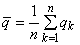 q̅ = 1/n ∑_{k=1}^{n} q_k